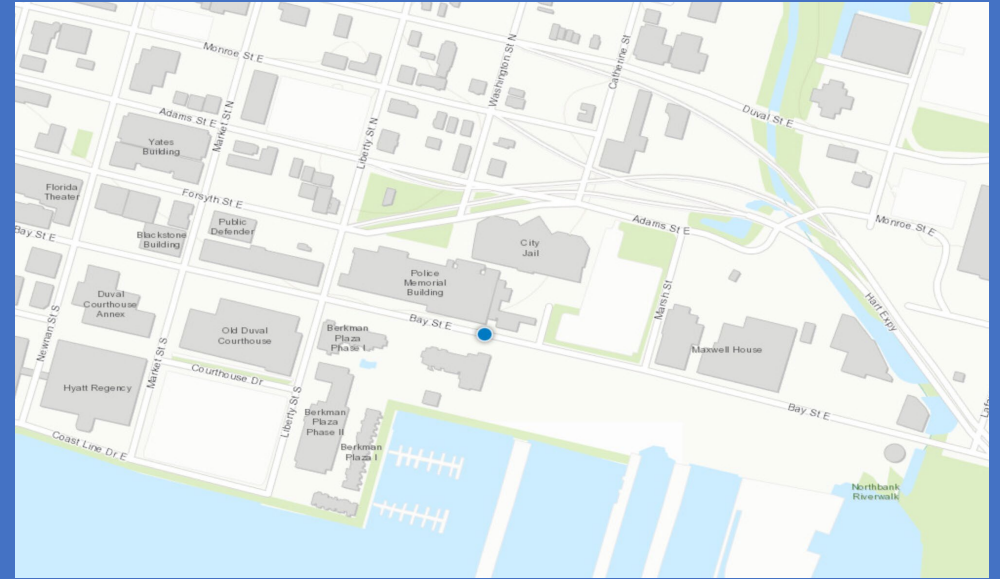 Monroe St E
Washington St N
Catherine St
Duval St E
Adams St E
Market St N
Liberty St N
Yates
Building
Florida
Theater
Forsyth St E
Public
Defender
Blackstone
Building
Bay St E
City
Jail
Adams St E
Monroe St E
Police
Memorial
Building
Duval
Courthouse
Annex
Marsh St
Hart Expy
Newnan St S
Market St S
Old Duval
Courthouse
Bay St E
Berkman
Plaza
Phase I
Maxwell House
Courthouse Dr
Hyatt Regency
Liberty St S
Berkman
Plaza
Phase II
Bay St E
Coast Line Dr E
Berkman
Plaza I
Northbank
Riverwalk